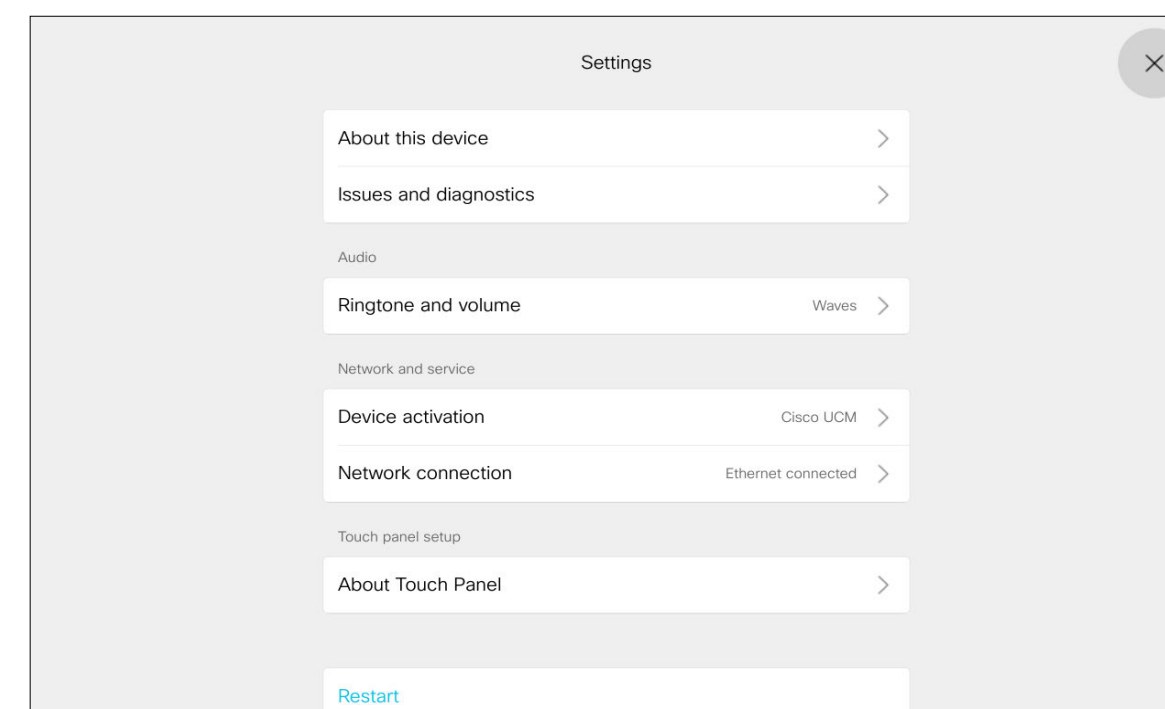 Settings
About this device
Issues and diagnostics
Audio
Ringtone and volume Waves
Network and service
Device activation Cisco UCM
Network connection Ethernet connected
Touch panel setup
About Touch Panel
Restart